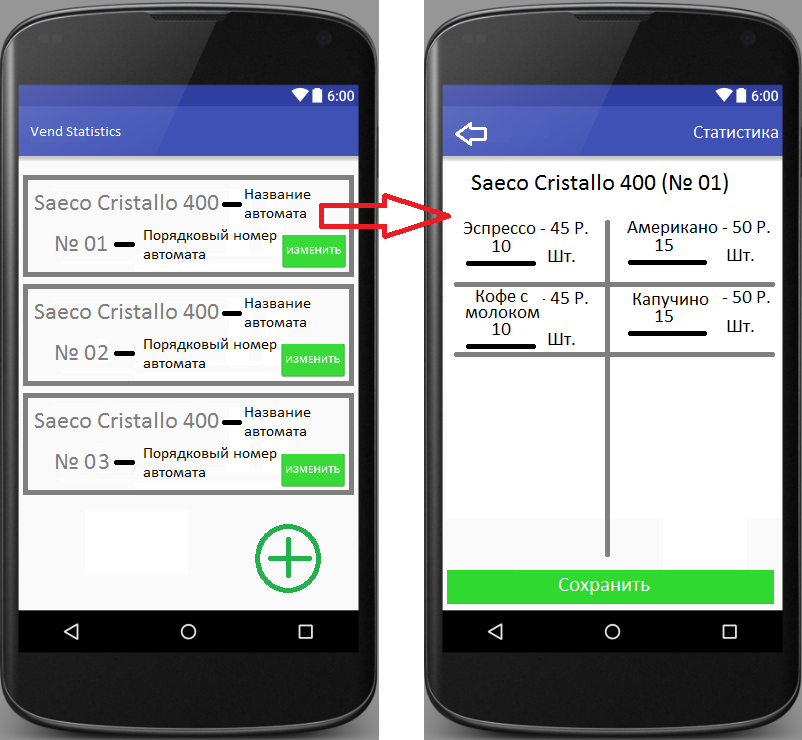 6:00
Vend Statistics
Saeco Cristallo 400
Название
автомата
№ 01
Порядковый номер
автомата
ИЗМЕНИТЬ
Saeco Cristallo 400
Название
автомата
№ 02
Порядковый номер
автомата
ИЗМЕНИТЬ
Saeco Cristallo 400
Название
автомата
№ 03
Порядковый номер
автомата
ИЗМЕНИТЬ
6:00
Статистика
Saeco Cristallo 400 (№ 01)
Эспрессо - 45 Р.
10
Шт.
Американо - 50 Р.
15
Шт.
Кофе с - 45 Р.
молоком
10
Шт.
Капучино - 50 Р.
15
Шт.
Сохранить